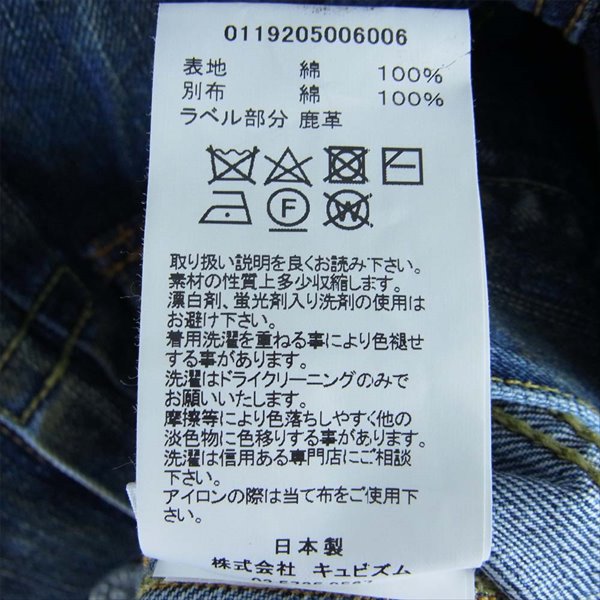 0119205006006
表地 綿 100%
別布 綿 100%
ラベル部分 鹿革
F
W
取り扱い説明を良くお読み下さい。
素材の性質上多少収縮します。
漂白剤、蛍光剤入り洗剤の使用は
お避け下さい。
着用洗濯を重ねる事により色褪せ
する事があります。
洗濯はドライクリーニングのみで
お願いいたします。
摩擦等により色落ちしやすく他の
淡色物に色移りする事があります。
洗濯は信用ある専門店にご相談
下さい。
アイロンの際は当て布をご使用下
さい。
日本製
株式会社 キュビズム